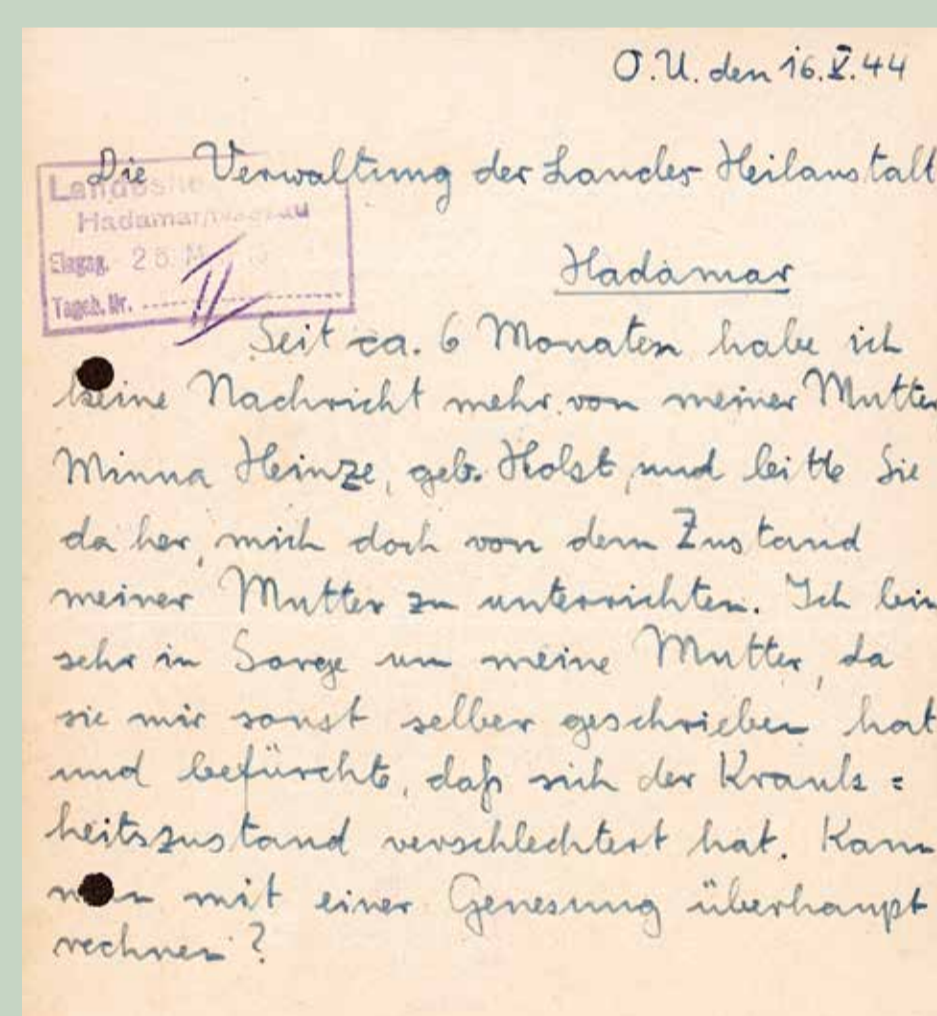 O.U. den 16.V.44
Die Verwaltung der Landes-Heilanstalt
Hadamar
Eingg. 26. M
Tageb. Nr. II
Seit ca. 6 Monaten habe ich
keine Nachricht mehr von meiner Mutter
Minna Heinze, geb. Holst, und bitte Sie
daher, mich doch von dem Zustand
meiner Mutter zu unterrichten. Ich bin
sehr in Sorge um meine Mutter, da
sie mir sonst selber geschrieben hat
und befürchte, daß sich der Krank=
heitszustand verschlechtert hat. Kann
man mit einer Genesung überhaupt
rechnen?